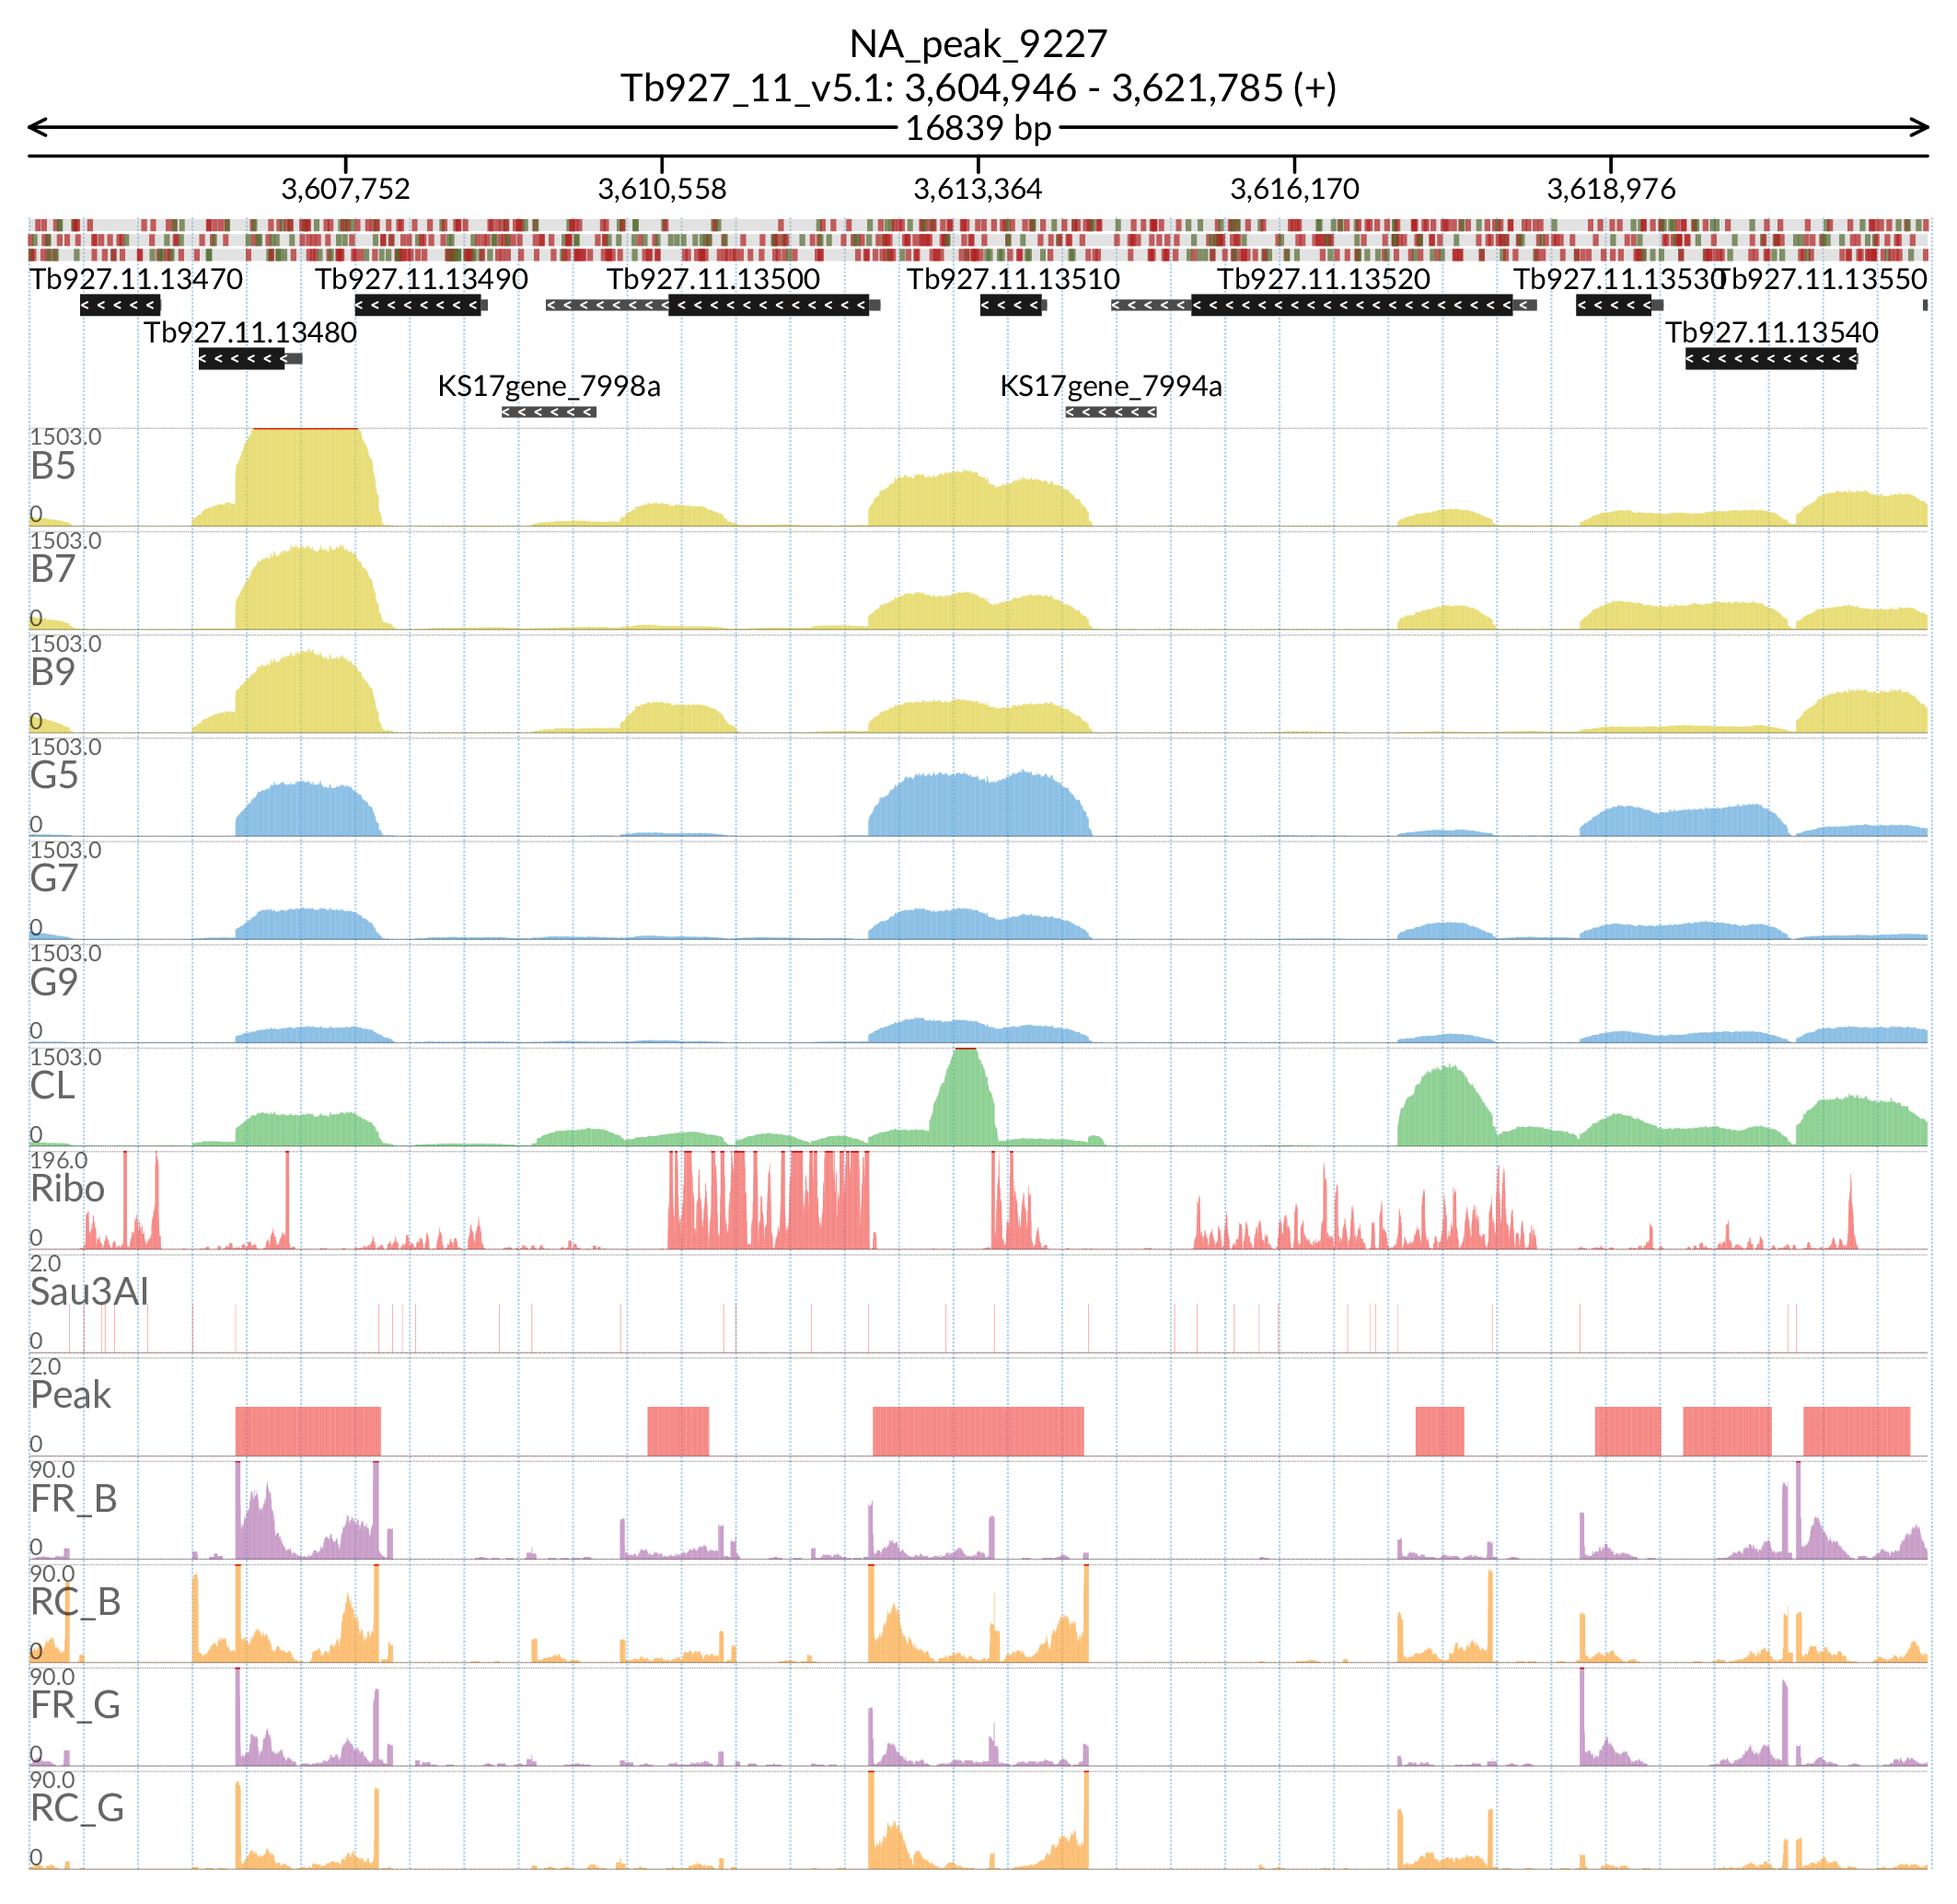 NA_peak_9227
Tb927_11_v5.1: 3,604,946 - 3,621,785 (+)
16839 bp
3,607,752 3,610,558 3,613,364 3,616,170 3,618,976
Tb927.11.13470 Tb927.11.13490 Tb927.11.13500 Tb927.11.13510 Tb927.11.13520 Tb927.11.13530 Tb927.11.13550
Tb927.11.13480 Tb927.11.13540
KS17gene_7998a KS17gene_7994a
1503.0
B5
0
1503.0
B7
0
1503.0
B9
0
1503.0
G5
0
1503.0
G7
0
1503.0
G9
0
1503.0
CL
0
196.0
Ribo
0
2.0
Sau3AI
0
2.0
Peak
0
90.0
FR_B
0
90.0
RC_B
0
90.0
FR_G
0
90.0
RC_G
0